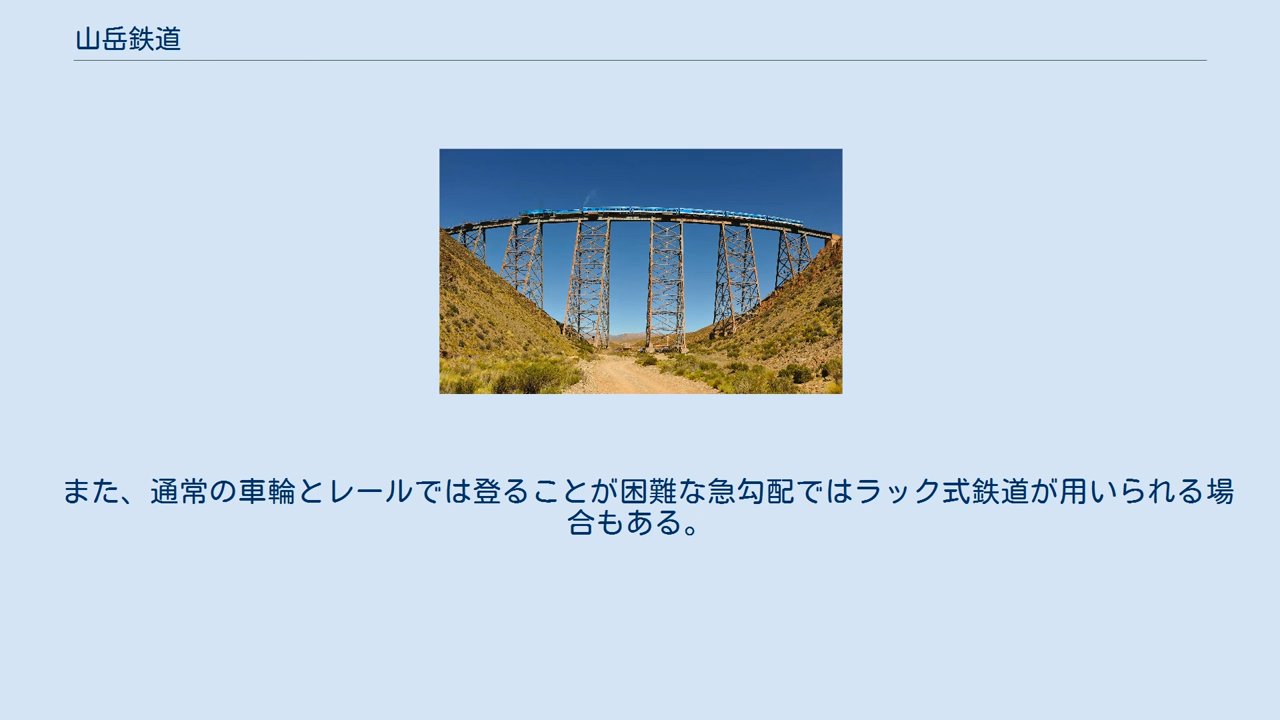 山岳鉄道
また、通常の車輪とレールでは登ることが困難な急勾配ではラック式鉄道が用いられる場
合もある。